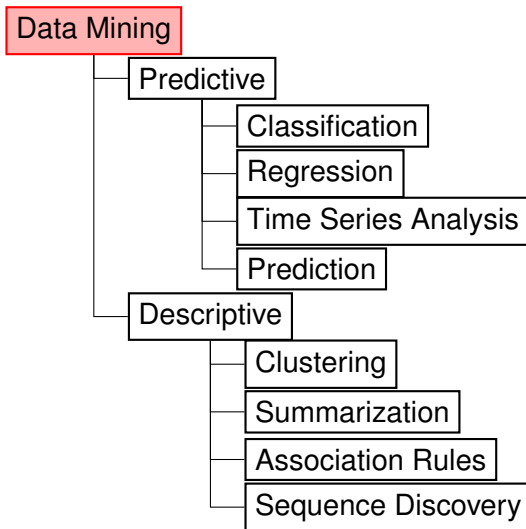 Data Mining
Predictive
Classification
Regression
Time Series Analysis
Prediction
Descriptive
Clustering
Summarization
Association Rules
Sequence Discovery